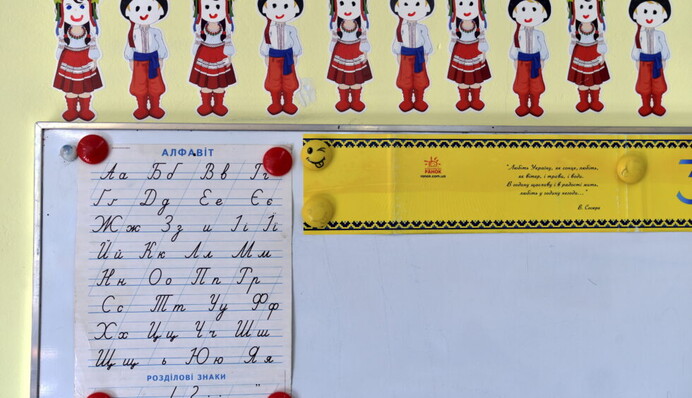 АЛФАВІТ
Аа Бб Вв Гг
Ґґ Дд Ее Єє
Жж Зз и Іі Її
Йй Кк Лл Мм
Нн Оо Пп Рр
Сс Тт Уу Фф
Хх Цц Чч Шш
Щщ ь Юю Яя
РОЗДІЛОВІ ЗНАКИ
РАНОК
"Любіть Україну, як сонце, любіть,
як вітер, і трави, і води.
В годину щасливу і в радості мить,
любіть у годину негоди..."
В. Сосюра